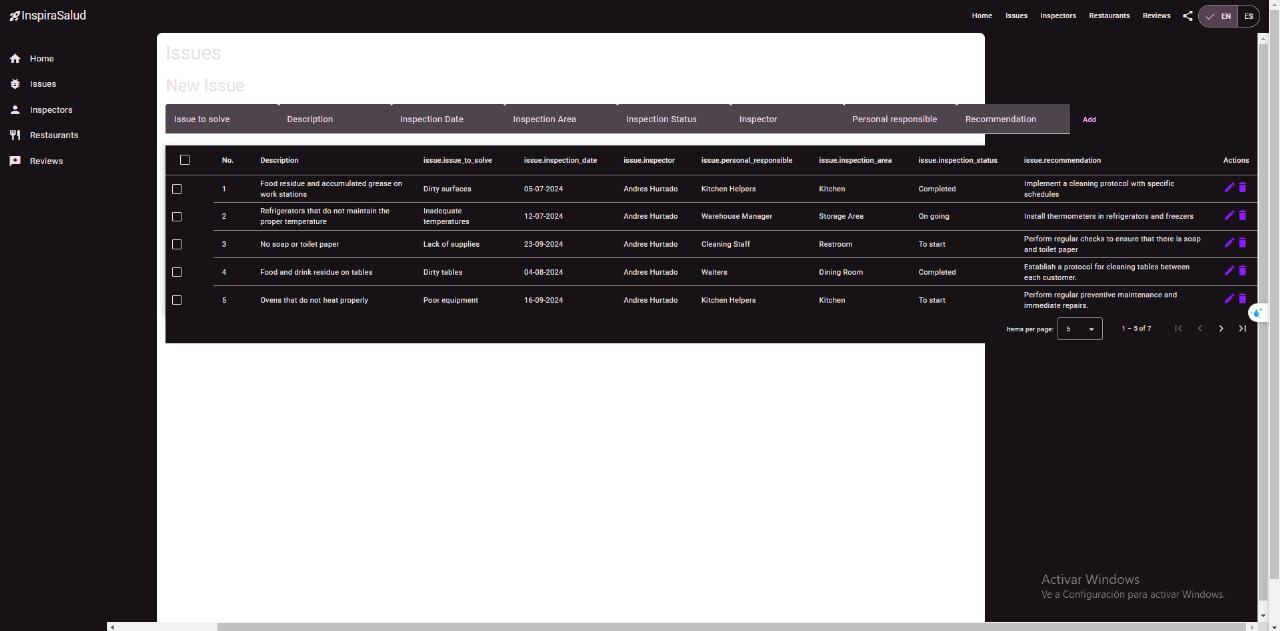 InspiraSalud
Home Issues Inspectors Restaurants Reviews EN ES
Home
Issues
Inspectors
Restaurants
Reviews
Issues
New Issue
Issue to solve Description Inspection Date Inspection Area Inspection Status Inspector Personal responsible Recommendation Add
No. Description issue.issue_to_solve issue.inspection_date issue.inspector issue.personal_responsible issue.inspection_area issue.inspection_status issue.recommendation Actions
1 Food residue and accumulated grease on work stations Dirty surfaces 05-07-2024 Andres Hurtado Kitchen Helpers Kitchen Completed Implement a cleaning protocol with specific schedules
2 Refrigerators that do not maintain the proper temperature Inadequate temperatures 12-07-2024 Andres Hurtado Warehouse Manager Storage Area On going Install thermometers in refrigerators and freezers
3 No soap or toilet paper Lack of supplies 23-09-2024 Andres Hurtado Cleaning Staff Restroom To start Perform regular checks to ensure that there is soap and toilet paper
4 Food and drink residue on tables Dirty tables 04-08-2024 Andres Hurtado Waiters Dining Room Completed Establish a protocol for cleaning tables between each customer.
5 Ovens that do not heat properly Poor equipment 16-09-2024 Andres Hurtado Kitchen Helpers Kitchen To start Perform regular preventive maintenance and immediate repairs.
Items per page: 5 1 – 5 of 7
Activar Windows
Ve a Configuración para activar Windows.